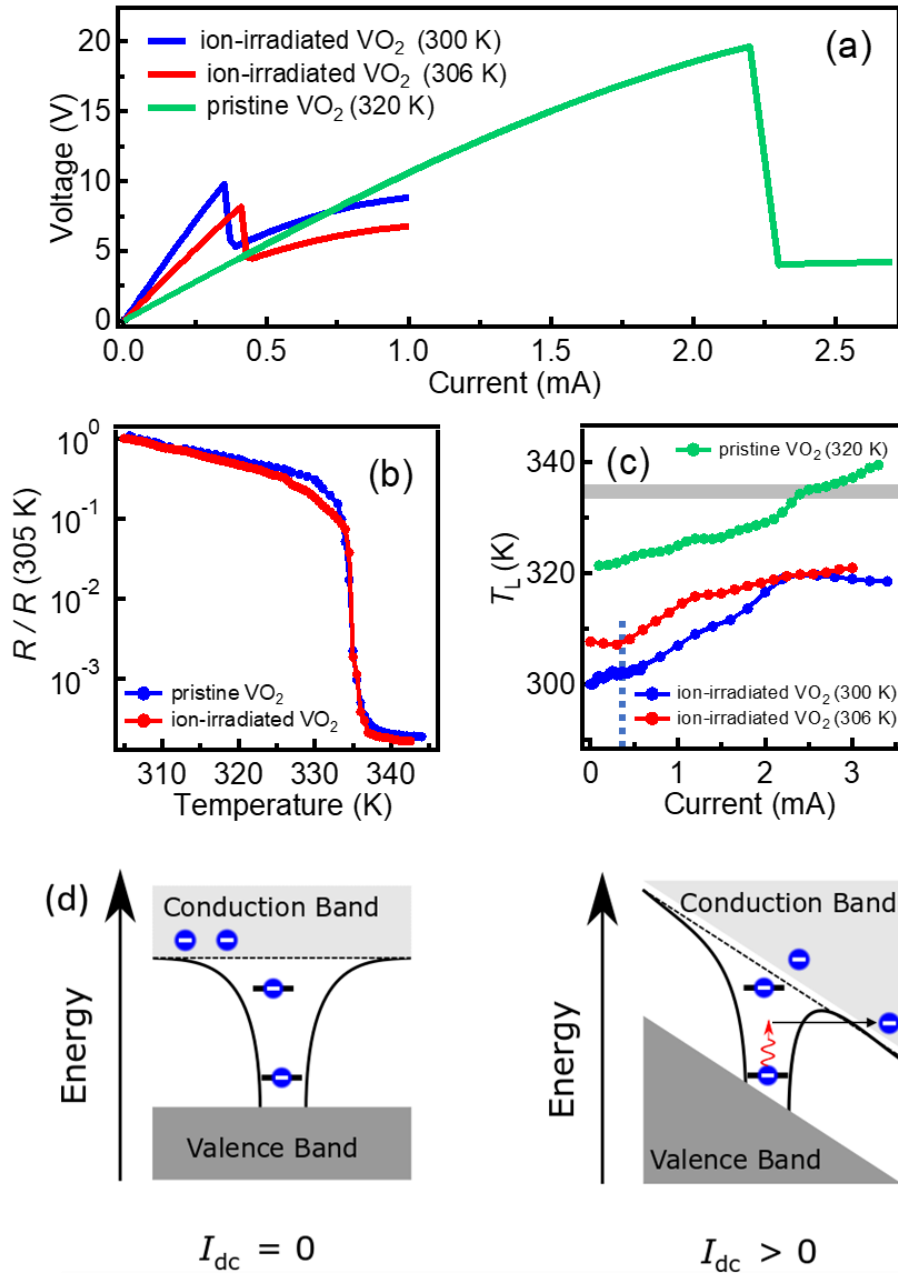 (a)
ion-irradiated VO2 (300 K)
ion-irradiated VO2 (306 K)
pristine VO2 (320 K)
Voltage (V)
20
15
10
5
0
0.0 0.5 1.0 1.5 2.0 2.5
Current (mA)
(b)
R / R (305 K)
10^0
10^-1
10^-2
10^-3
pristine VO2
ion-irradiated VO2
310 320 330 340
Temperature (K)
(c)
pristine VO2 (320 K)
T_L (K)
340
320
300
ion-irradiated VO2 (300 K)
ion-irradiated VO2 (306 K)
0 1 2 3
Current (mA)
(d)
Energy
Conduction Band
Valence Band
I_dc = 0
Energy
Conduction Band
Valence Band
I_dc > 0